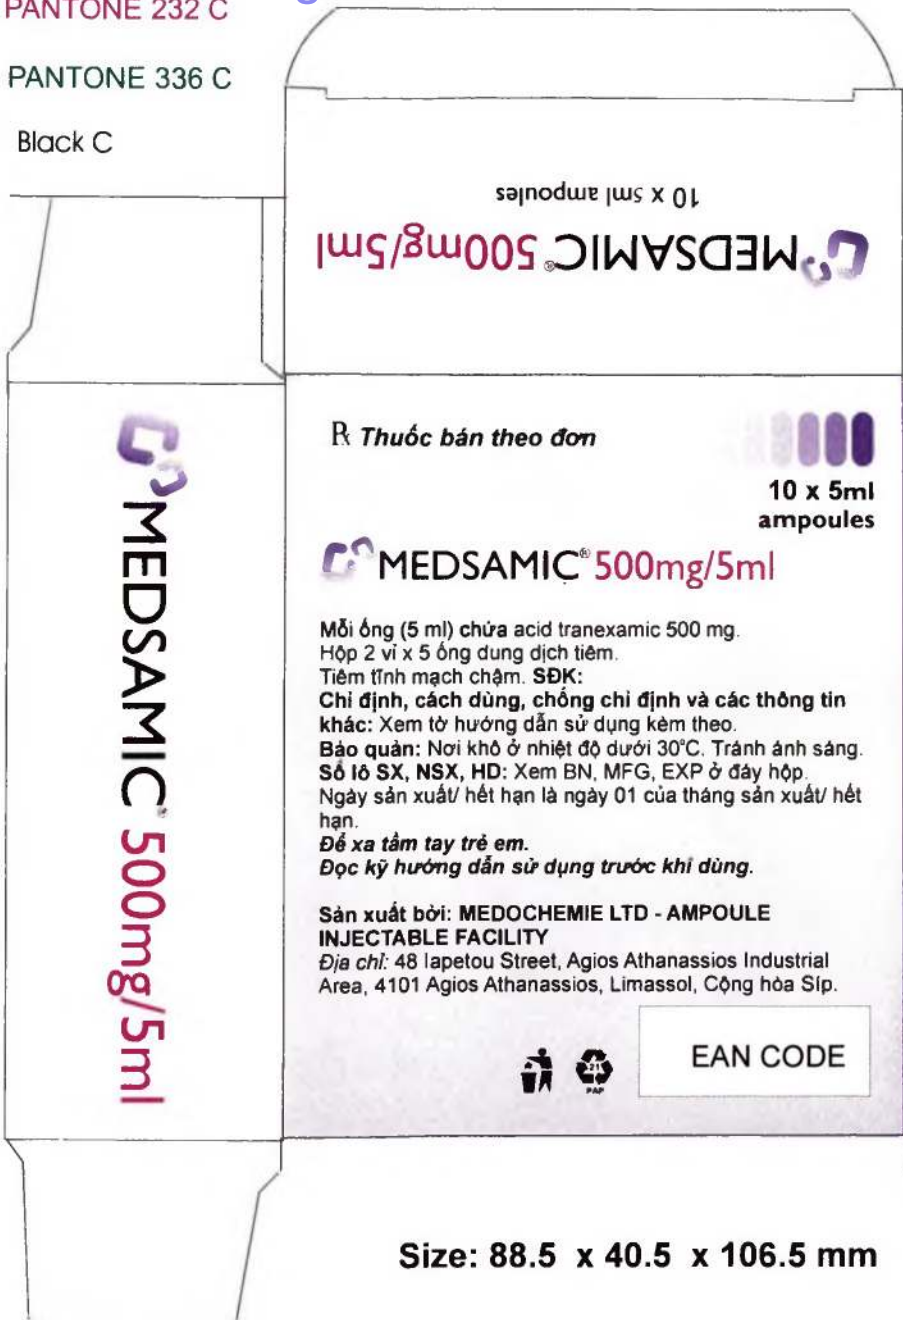 PANTONE 232 C
PANTONE 336 C
Black C
10 x 5ml ampoules
MEDSAMIC® 500mg/5ml
MEDSAMIC® 500mg/5ml
℞ Thuốc bán theo đơn
10 x 5ml
ampoules
MEDSAMIC® 500mg/5ml
Mỗi ống (5 ml) chứa acid tranexamic 500 mg.
Hộp 2 vỉ x 5 ống dung dịch tiêm.
Tiêm tĩnh mạch chậm. SĐK:
Chỉ định, cách dùng, chống chỉ định và các thông tin
khác: Xem tờ hướng dẫn sử dụng kèm theo.
Bảo quản: Nơi khô ở nhiệt độ dưới 30°C. Tránh ánh sáng.
Số lô SX, NSX, HD: Xem BN, MFG, EXP ở đáy hộp.
Ngày sản xuất/ hết hạn là ngày 01 của tháng sản xuất/ hết
hạn.
Để xa tầm tay trẻ em.
Đọc kỹ hướng dẫn sử dụng trước khi dùng.
Sản xuất bởi: MEDOCHEMIE LTD - AMPOULE
INJECTABLE FACILITY
Địa chỉ: 48 Iapetou Street, Agios Athanassios Industrial
Area, 4101 Agios Athanassios, Limassol, Cộng hòa Síp.
21
PAP
EAN CODE
Size: 88.5 x 40.5 x 106.5 mm